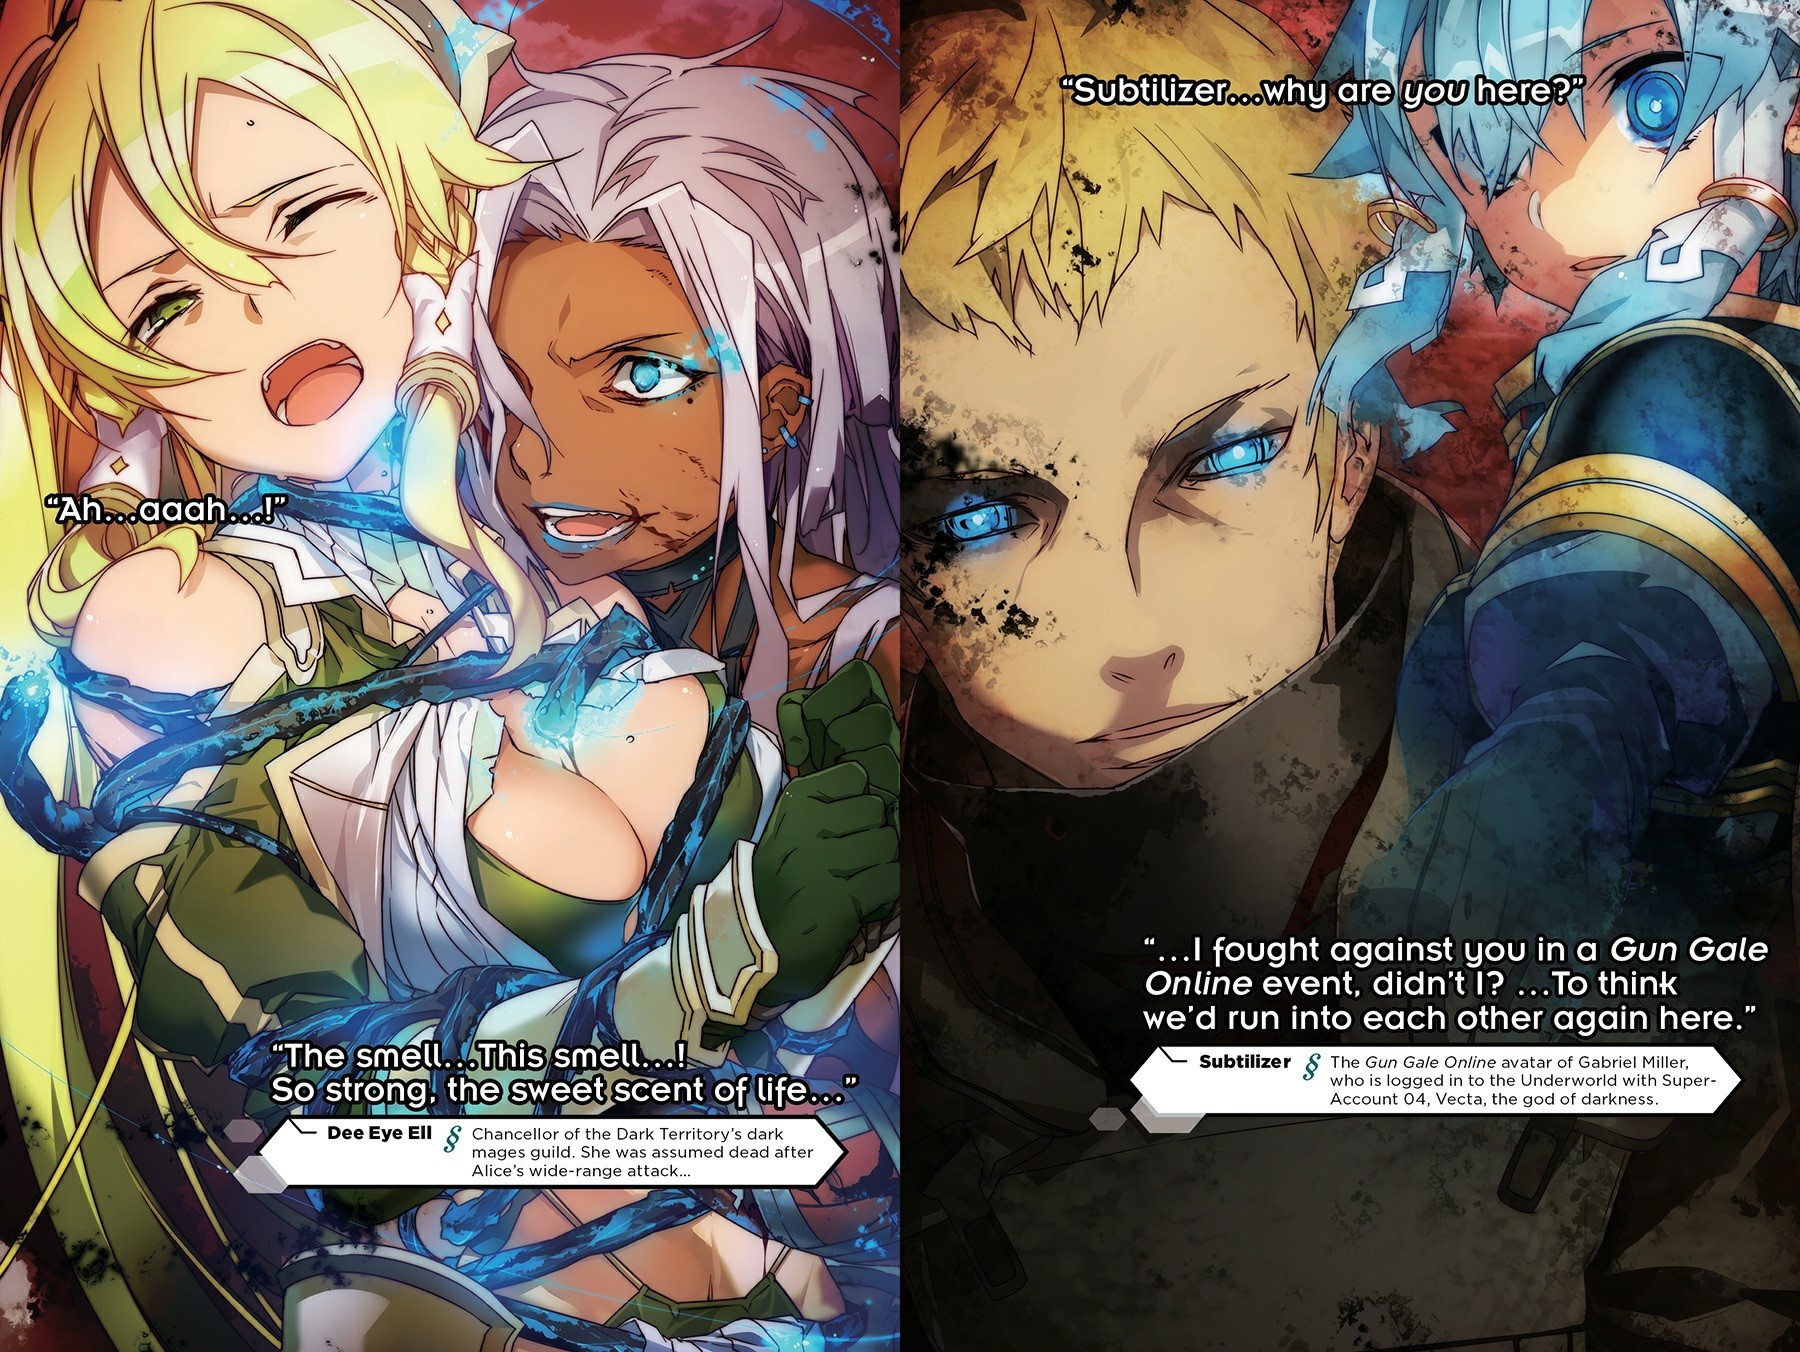 “Ah...aaah...!”
“The smell...This smell...!
So strong, the sweet scent of life...”
Dee Eye Ell § Chancellor of the Dark Territory’s dark
mages guild. She was assumed dead after
Alice’s wide-range attack...
“Subtilizer...why are you here?”
“...I fought against you in a Gun Gale
Online event, didn’t I? ...To think
we’d run into each other again here.”
Subtilizer § The Gun Gale Online avatar of Gabriel Miller,
who is logged in to the Underworld with Super-
Account 04, Vecta, the god of darkness.